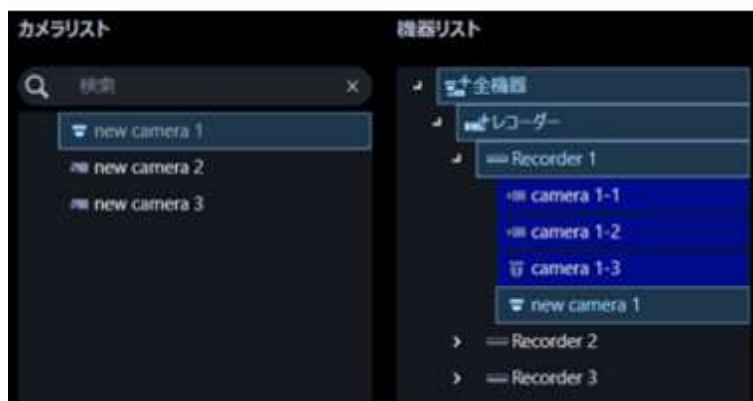 カメラリスト
検索
new camera 1
new camera 2
new camera 3
機器リスト
全機器
レコーダー
Recorder 1
camera 1-1
camera 1-2
camera 1-3
new camera 1
Recorder 2
Recorder 3